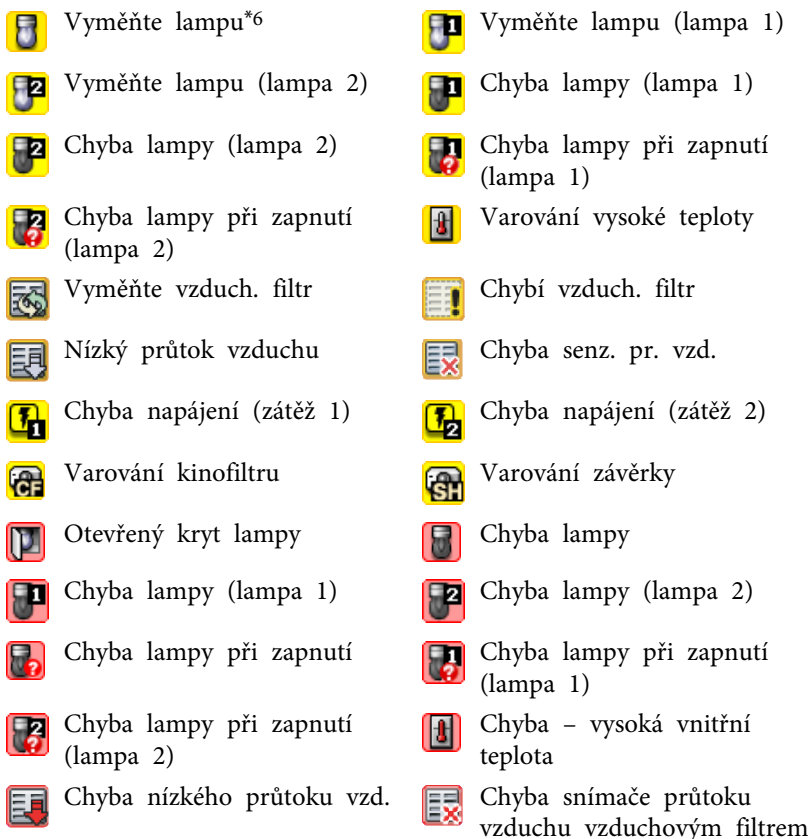 Vyměňte lampu*6
Vyměňte lampu (lampa 1)
Vyměňte lampu (lampa 2)
Chyba lampy (lampa 1)
Chyba lampy (lampa 2)
Chyba lampy při zapnutí
(lampa 1)
Chyba lampy při zapnutí
(lampa 2)
Varování vysoké teploty
Vyměňte vzduch. filtr
Chybí vzduch. filtr
Nízký průtok vzduchu
Chyba senz. pr. vzd.
Chyba napájení (zátěž 1)
Chyba napájení (zátěž 2)
CF Varování kinofiltru
SH Varování závěrky
Otevřený kryt lampy
Chyba lampy
Chyba lampy (lampa 1)
Chyba lampy (lampa 2)
Chyba lampy při zapnutí
Chyba lampy při zapnutí
(lampa 1)
Chyba lampy při zapnutí
(lampa 2)
Chyba – vysoká vnitřní
teplota
Chyba nízkého průtoku vzd.
Chyba snímače průtoku
vzduchu vzduchovým filtrem